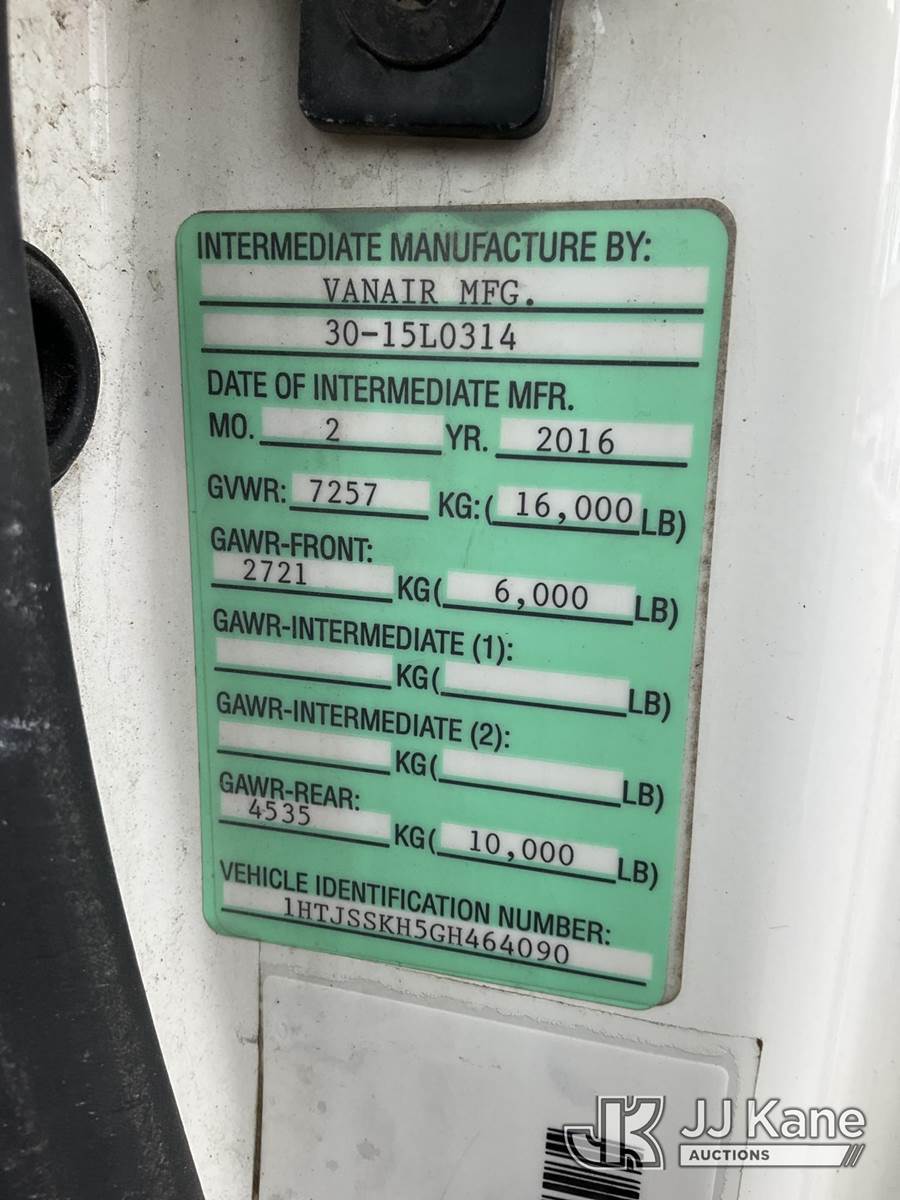 INTERMEDIATE MANUFACTURE BY:
VANAIR MFG.
30-15L0314
DATE OF INTERMEDIATE MFR.
MO. 2 YR. 2016
GVWR: 7257 KG:( 16,000 LB)
GAWR-FRONT:
2721 KG( 6,000 LB)
GAWR-INTERMEDIATE (1):
KG( LB)
GAWR-INTERMEDIATE (2):
KG( LB)
GAWR-REAR:
4535 KG( 10,000 LB)
VEHICLE IDENTIFICATION NUMBER:
1HTJSSKH5GH464090
JK JJ Kane
AUCTIONS